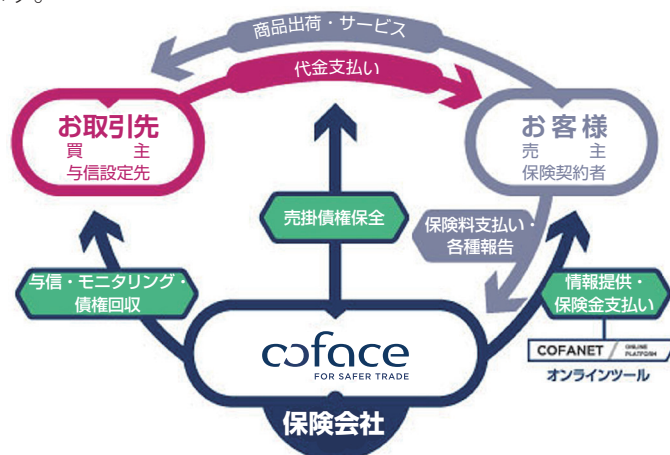 す。
商品出荷・サービス
代金支払い
お取引先
買 主
与信設定先
お客様
売 主
保険契約者
売掛債権保全
保険料支払い・
各種報告
与信・モニタリング・
債権回収
情報提供・
保険金支払い
coface
FOR SAFER TRADE
COFANET / ONLINE PLATFORM
オンラインツール
保険会社